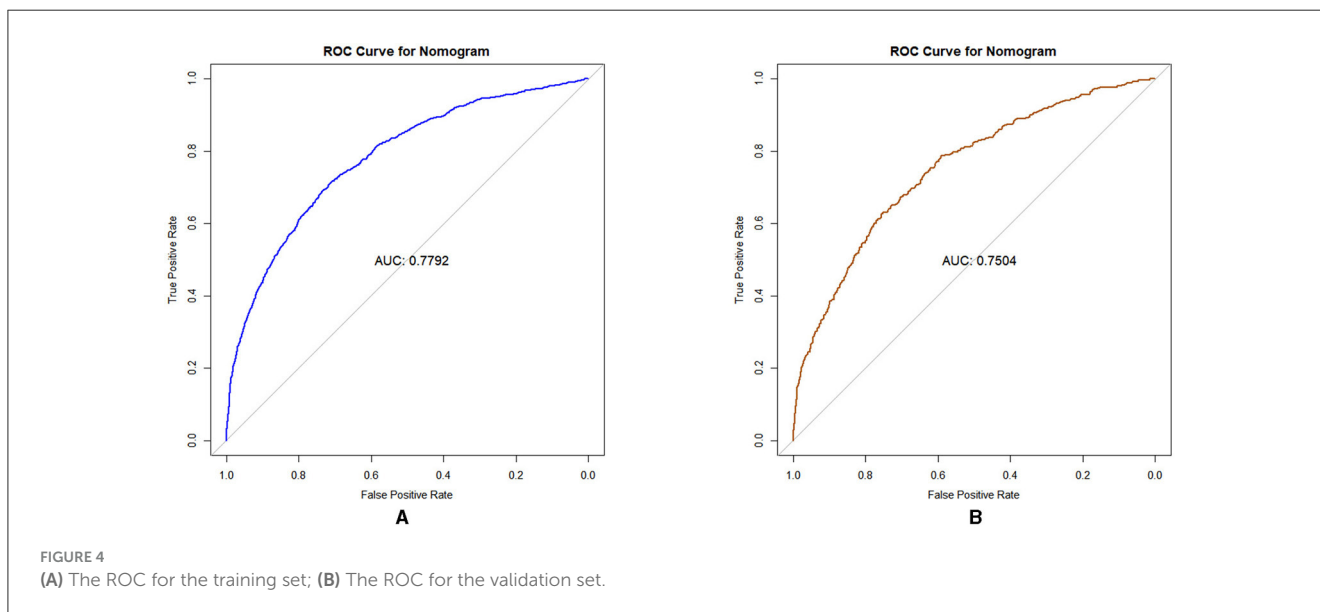 ROC Curve for Nomogram
1.0
0.8
0.6
0.4
0.2
0.0
True Positive Rate
AUC: 0.7792
1.0 0.8 0.6 0.4 0.2 0.0
False Positive Rate
A
ROC Curve for Nomogram
1.0
0.8
0.6
0.4
0.2
0.0
True Positive Rate
AUC: 0.7504
1.0 0.8 0.6 0.4 0.2 0.0
False Positive Rate
B
FIGURE 4
(A) The ROC for the training set; (B) The ROC for the validation set.